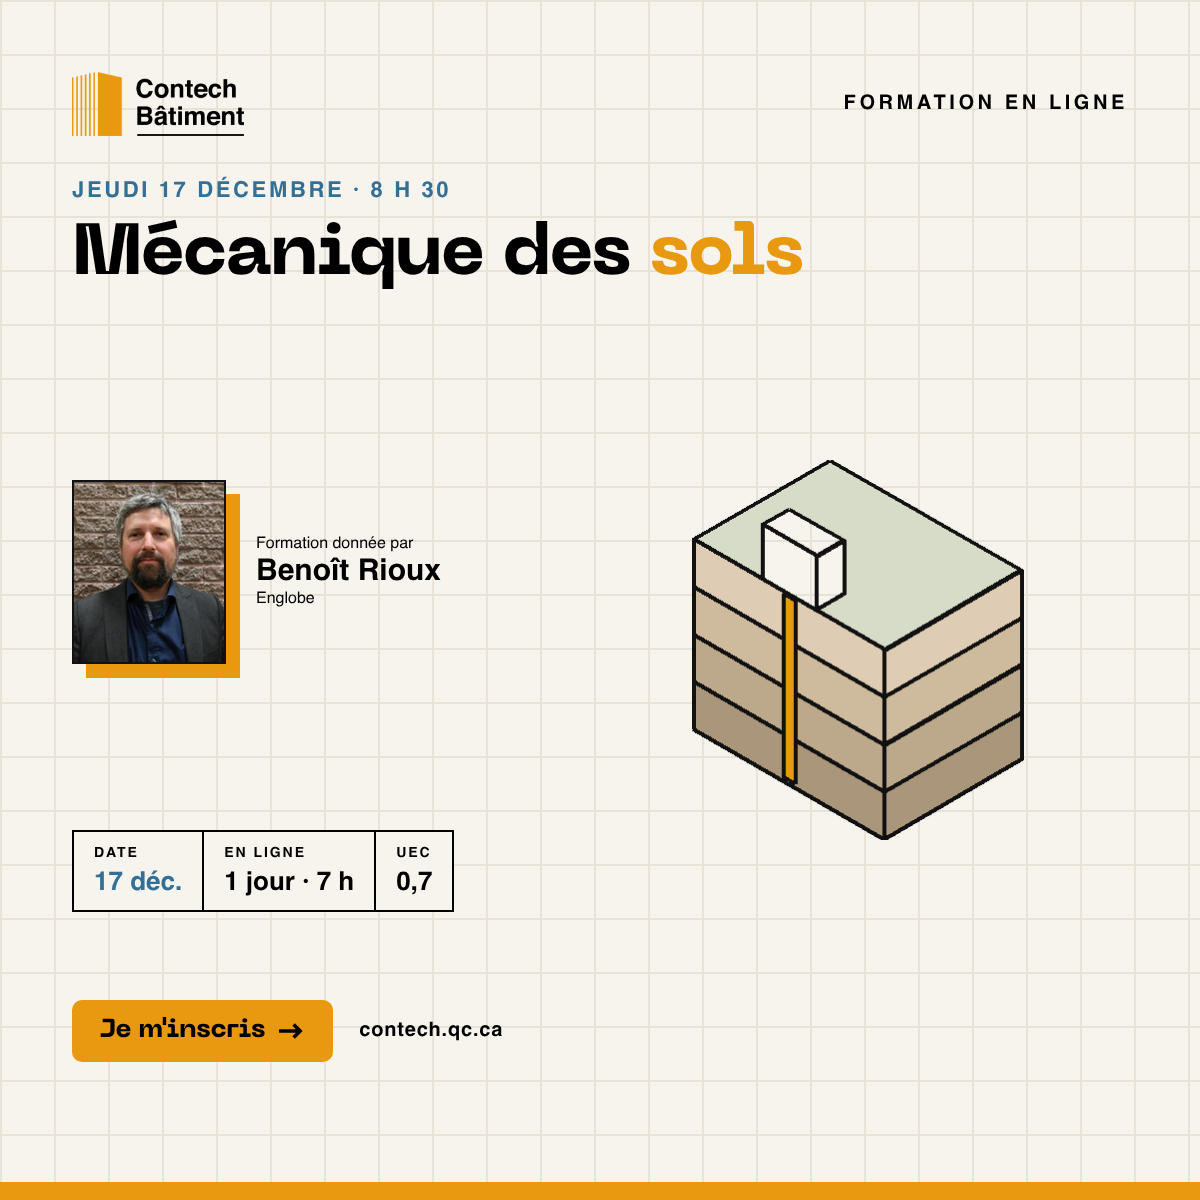 Contech
Bâtiment
FORMATION EN LIGNE
JEUDI 17 DÉCEMBRE · 8 H 30
Mécanique des sols
Formation donnée par
Benoît Rioux
Englobe
DATE
17 déc.
EN LIGNE
1 jour · 7 h
UEC
0,7
Je m'inscris →
contech.qc.ca